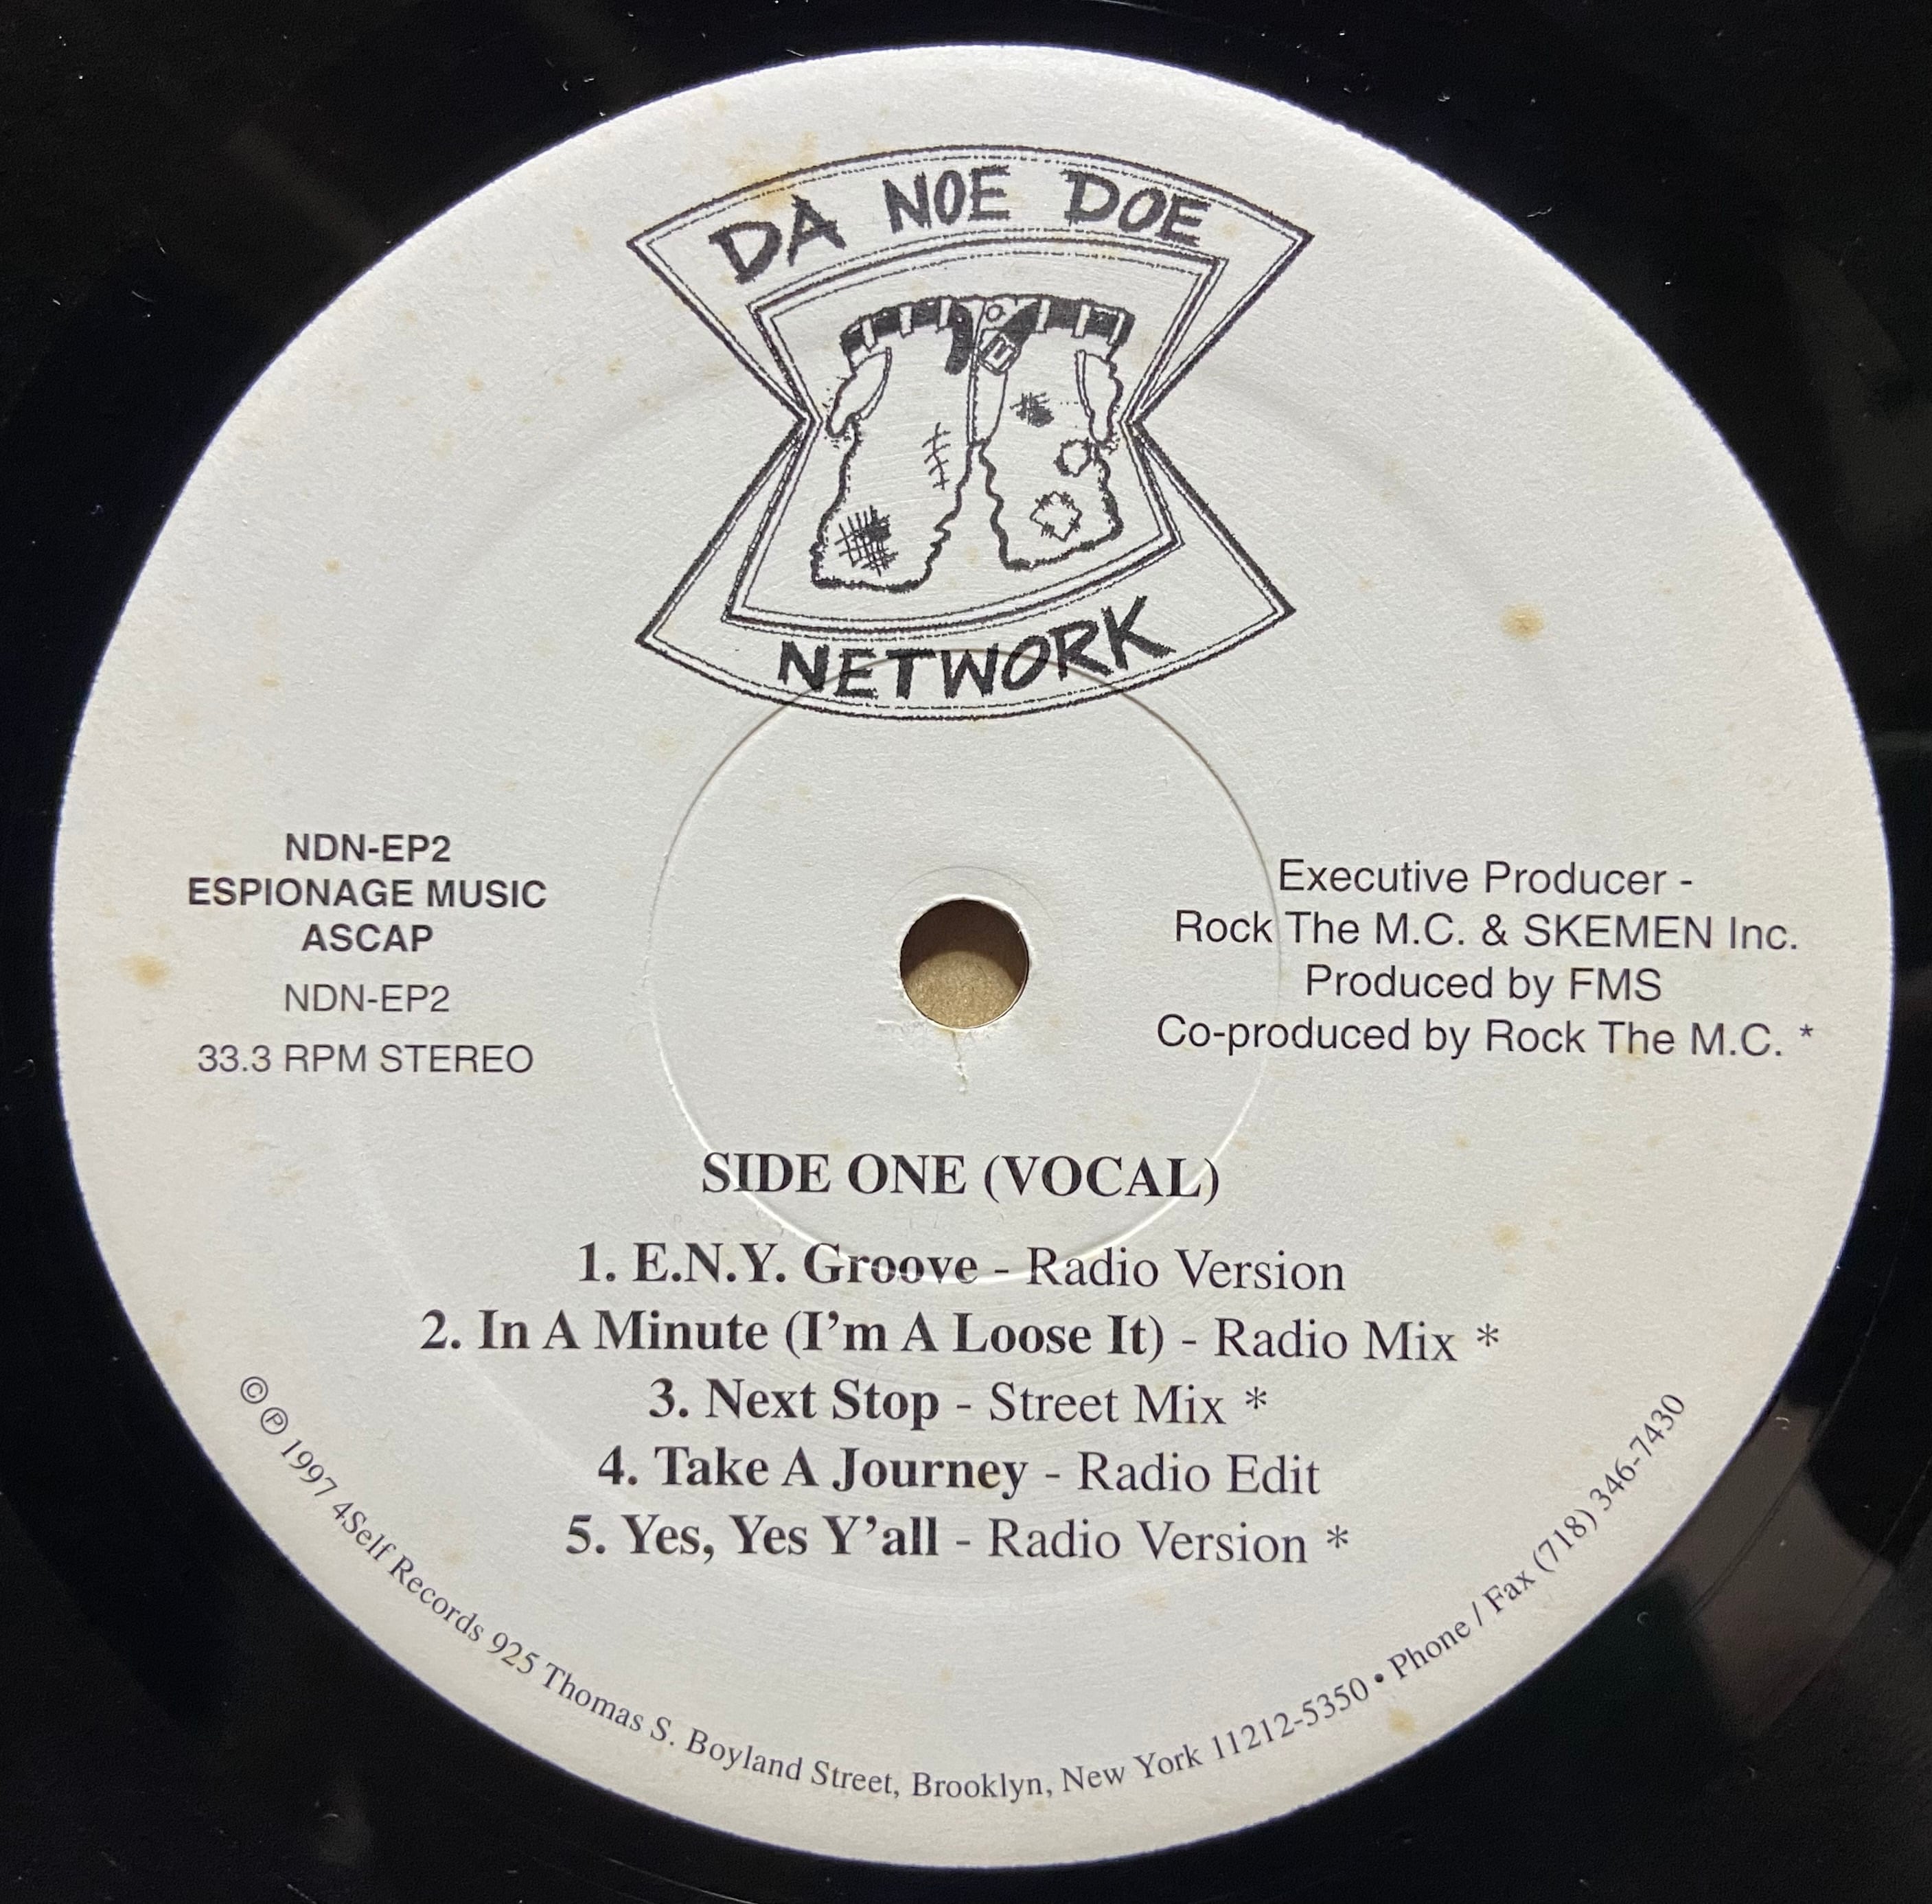 DA NOE DOE
NETWORK
NDN-EP2
ESPIONAGE MUSIC
ASCAP
NDN-EP2
33.3 RPM STEREO
Executive Producer -
Rock The M.C. & SKEMEN Inc.
Produced by FMS
Co-produced by Rock The M.C. *
SIDE ONE (VOCAL)
1. E.N.Y. Groove - Radio Version
2. In A Minute (I'm A Loose It) - Radio Mix *
3. Next Stop - Street Mix *
4. Take A Journey - Radio Edit
5. Yes, Yes Y'all - Radio Version *
©℗ 1997 4Self Records 925 Thomas S. Boyland Street, Brooklyn, New York 11212-5350 • Phone / Fax (718) 346-7430